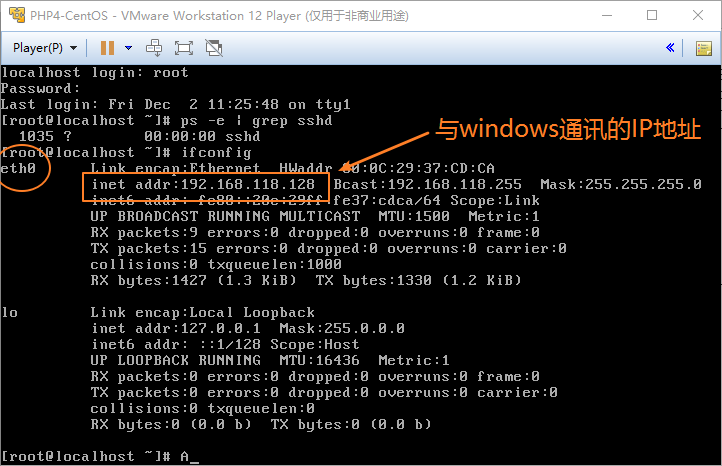 PHP4-CentOS - VMware Workstation 12 Player (仅用于非商业用途)
Player(P)
localhost login: root
Password:
Last login: Fri Dec  2 11:25:48 on tty1
[root@localhost ~]# ps -e | grep sshd
1035 ?        00:00:00 sshd
与windows通讯的IP地址
[root@localhost ~]# ifconfig
eth0      Link encap:Ethernet  HWaddr 00:0C:29:37:CD:CA
inet addr:192.168.118.128  Bcast:192.168.118.255  Mask:255.255.255.0
inet6 addr: fe80::20c:29ff:fe37:cdca/64 Scope:Link
UP BROADCAST RUNNING MULTICAST  MTU:1500  Metric:1
RX packets:9 errors:0 dropped:0 overruns:0 frame:0
TX packets:15 errors:0 dropped:0 overruns:0 carrier:0
collisions:0 txqueuelen:1000
RX bytes:1427 (1.3 KiB)  TX bytes:1330 (1.2 KiB)
lo        Link encap:Local Loopback
inet addr:127.0.0.1  Mask:255.0.0.0
inet6 addr: ::1/128 Scope:Host
UP LOOPBACK RUNNING  MTU:16436  Metric:1
RX packets:0 errors:0 dropped:0 overruns:0 frame:0
TX packets:0 errors:0 dropped:0 overruns:0 carrier:0
collisions:0 txqueuelen:0
RX bytes:0 (0.0 b)  TX bytes:0 (0.0 b)
[root@localhost ~]# A_